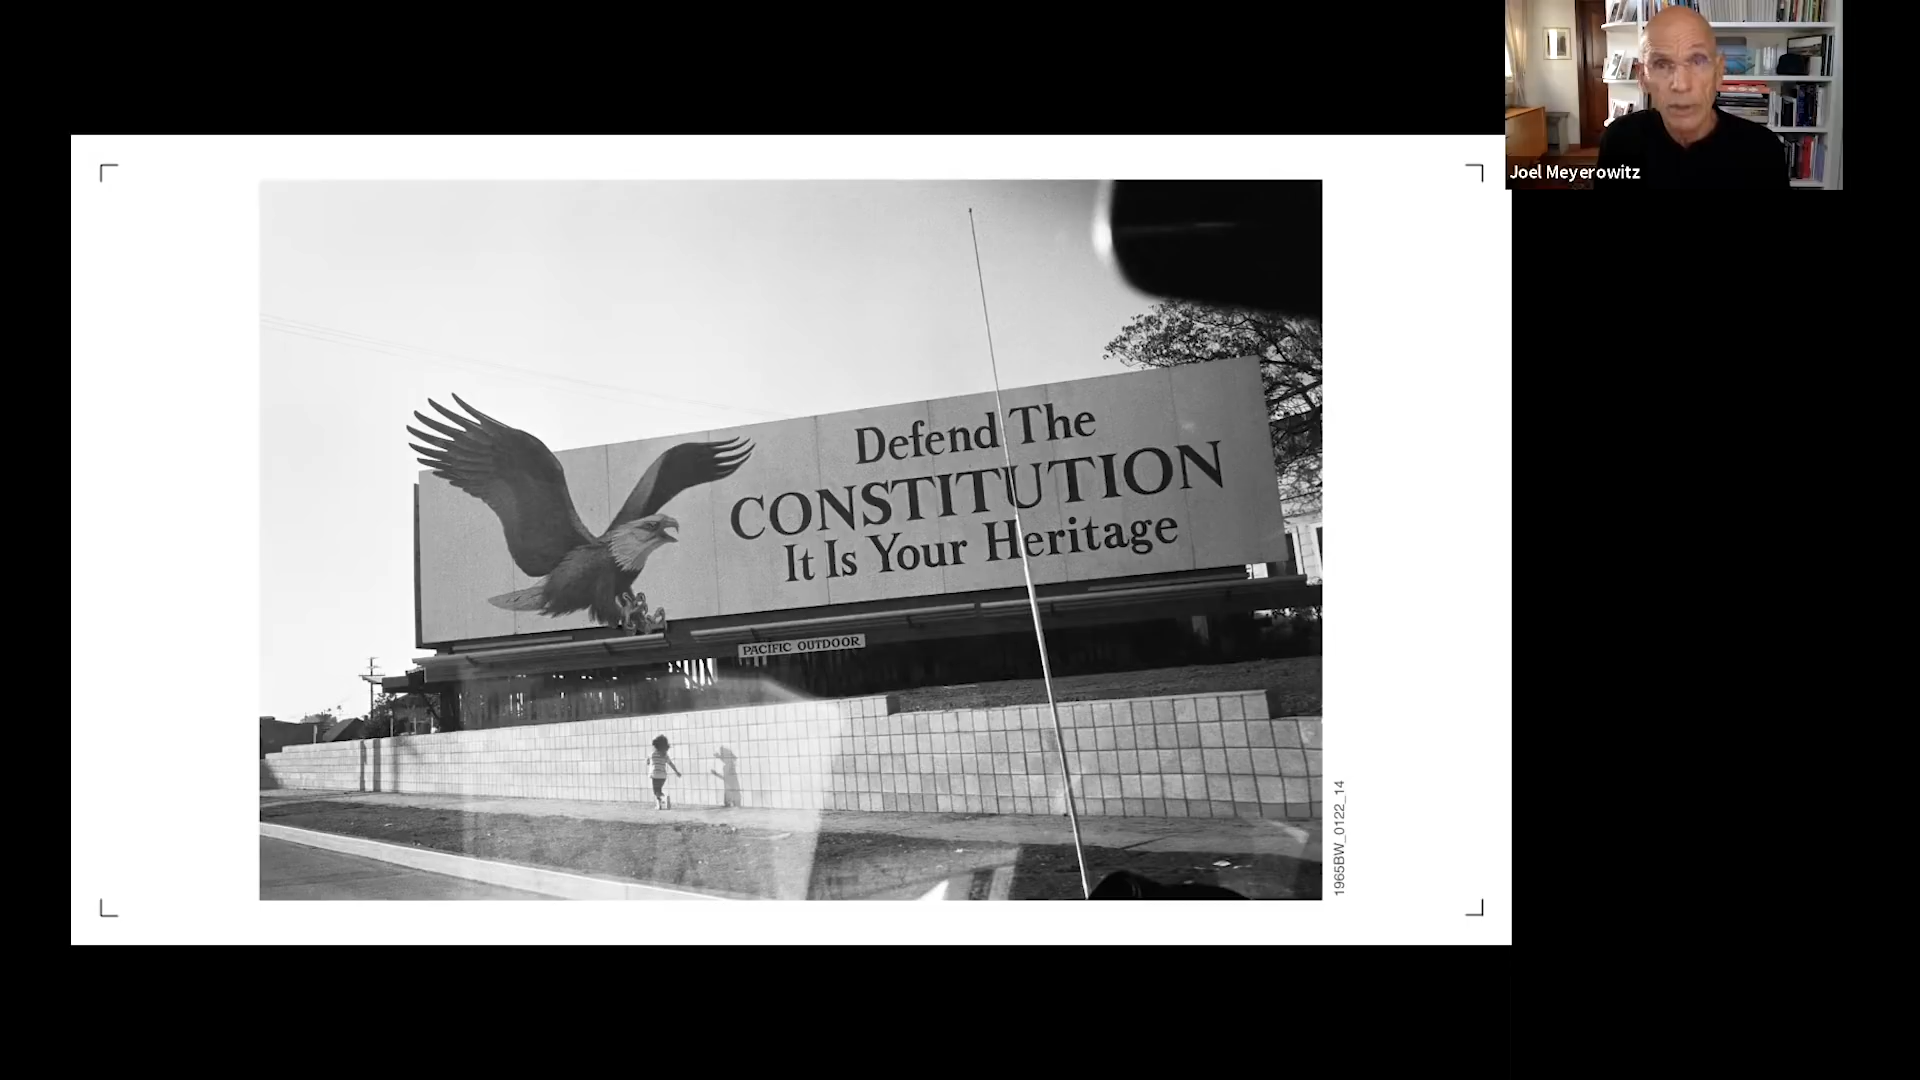 Joel Meyerowitz
Defend The
CONSTITUTION
It Is Your Heritage
PACIFIC OUTDOOR
1965BW_0122_14